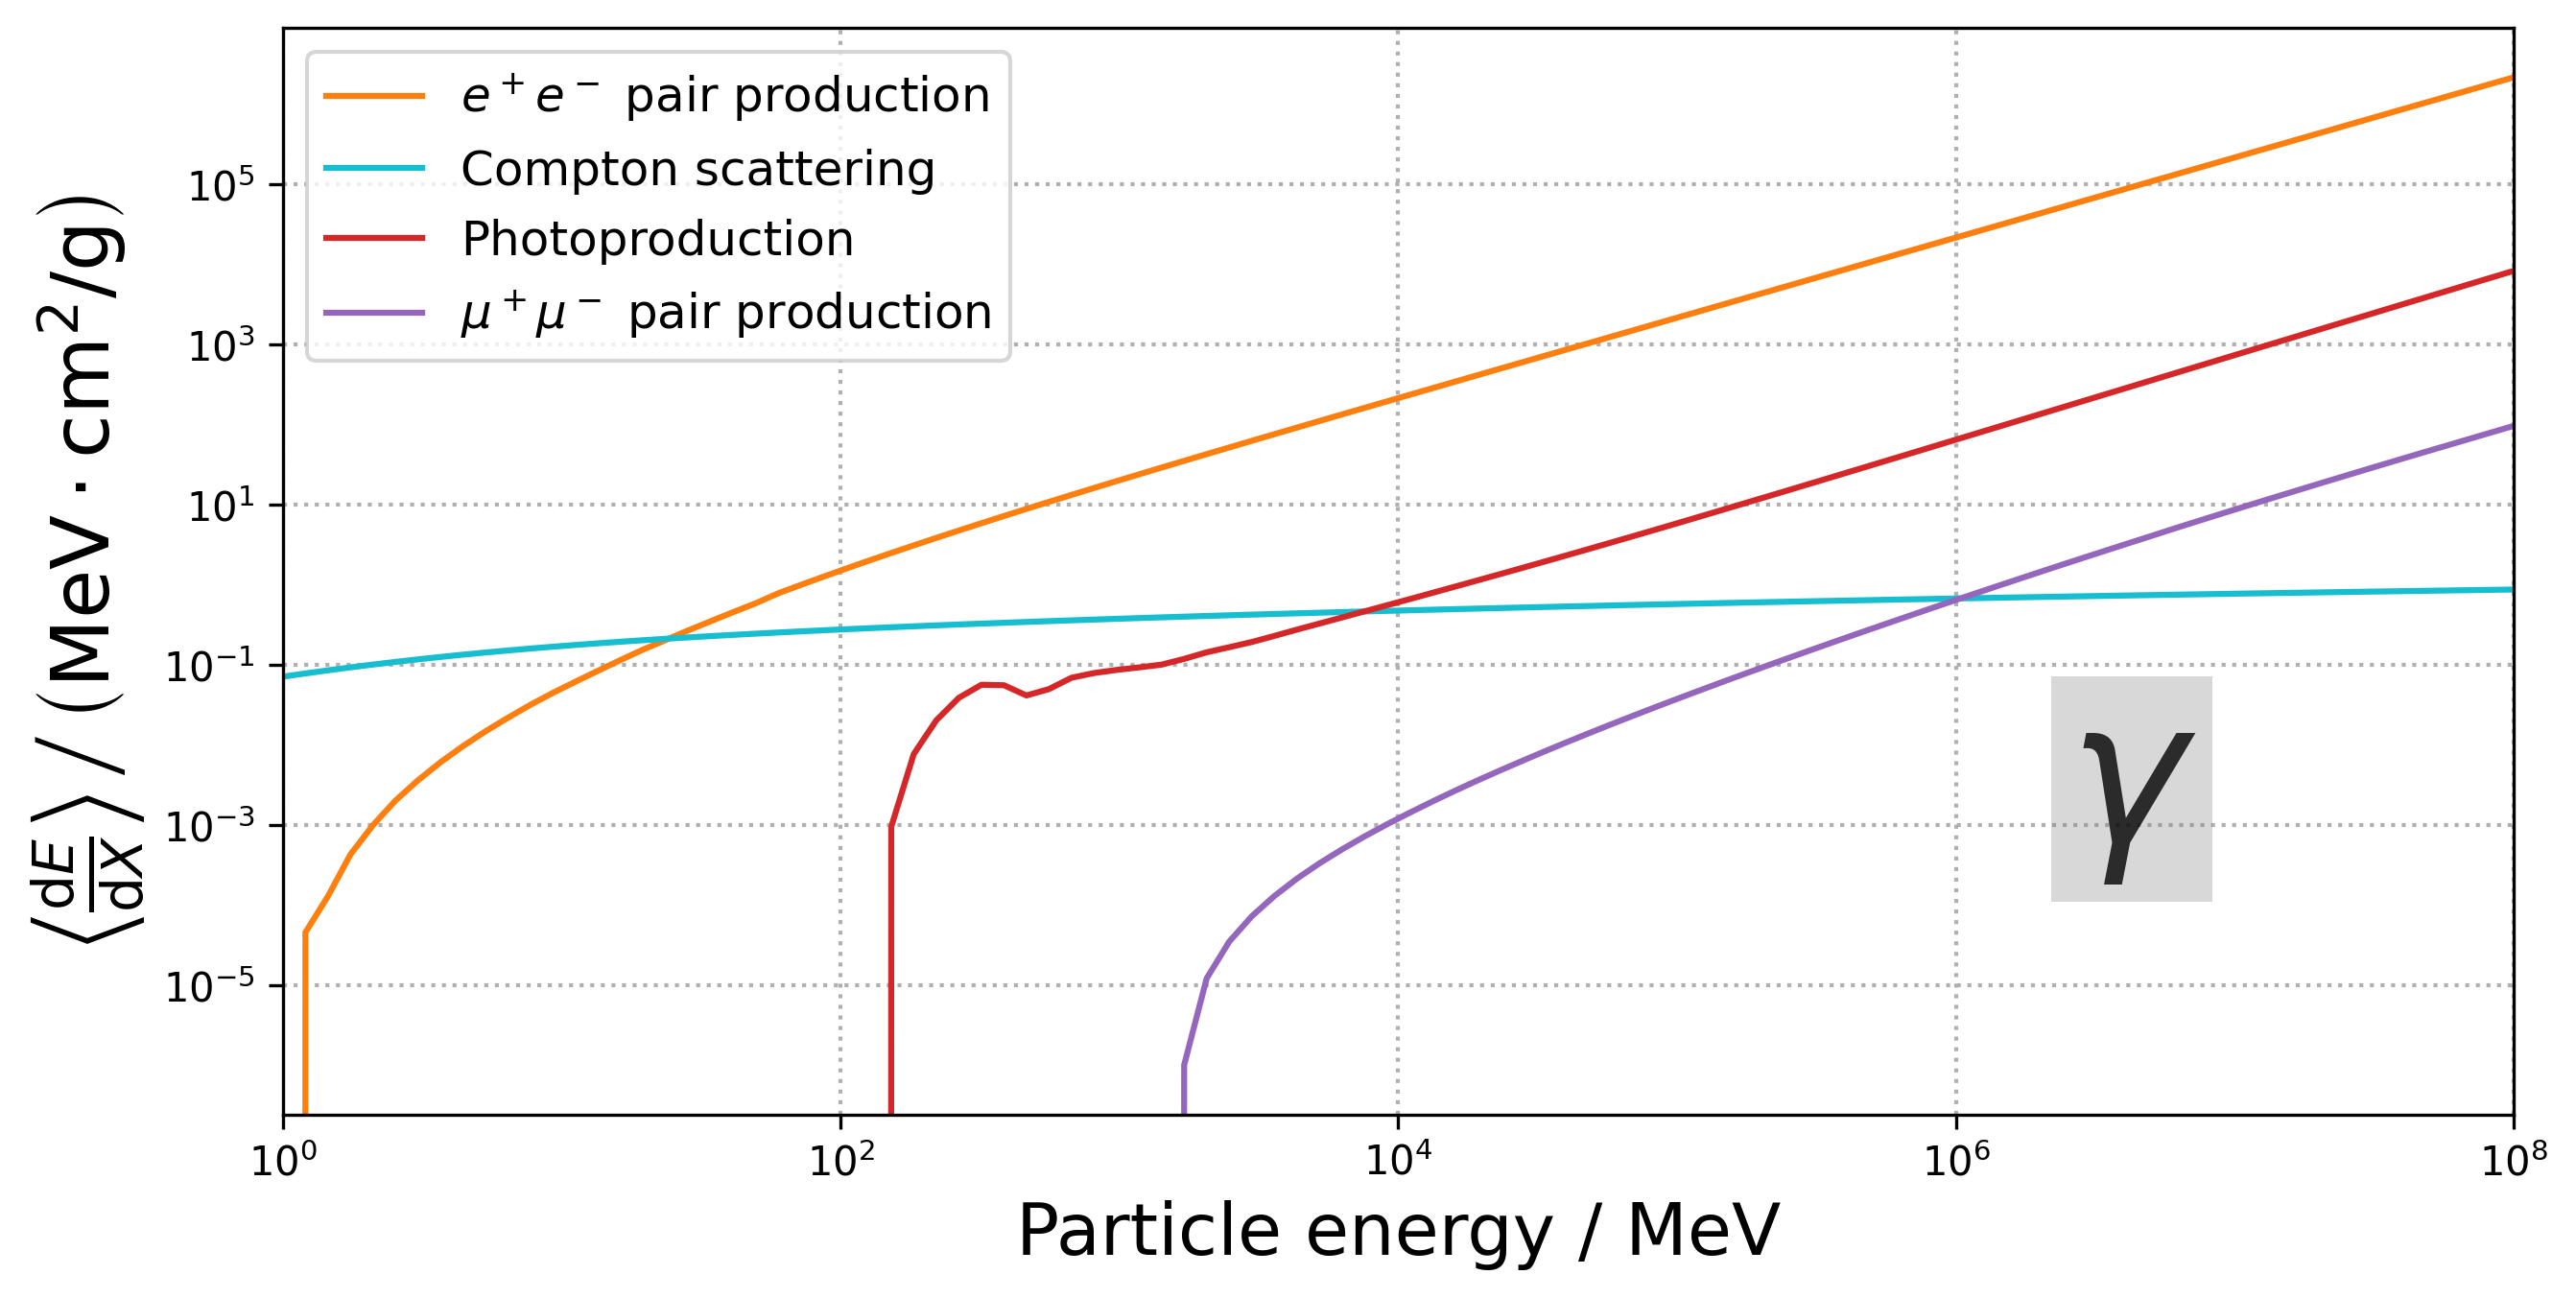 e⁺e⁻ pair production
Compton scattering
Photoproduction
μ⁺μ⁻ pair production
10⁵
10³
10¹
10⁻¹
10⁻³
10⁻⁵
⟨dE/dX⟩ / (MeV · cm²/g)
γ
10⁰ 10² 10⁴ 10⁶ 10⁸
Particle energy / MeV